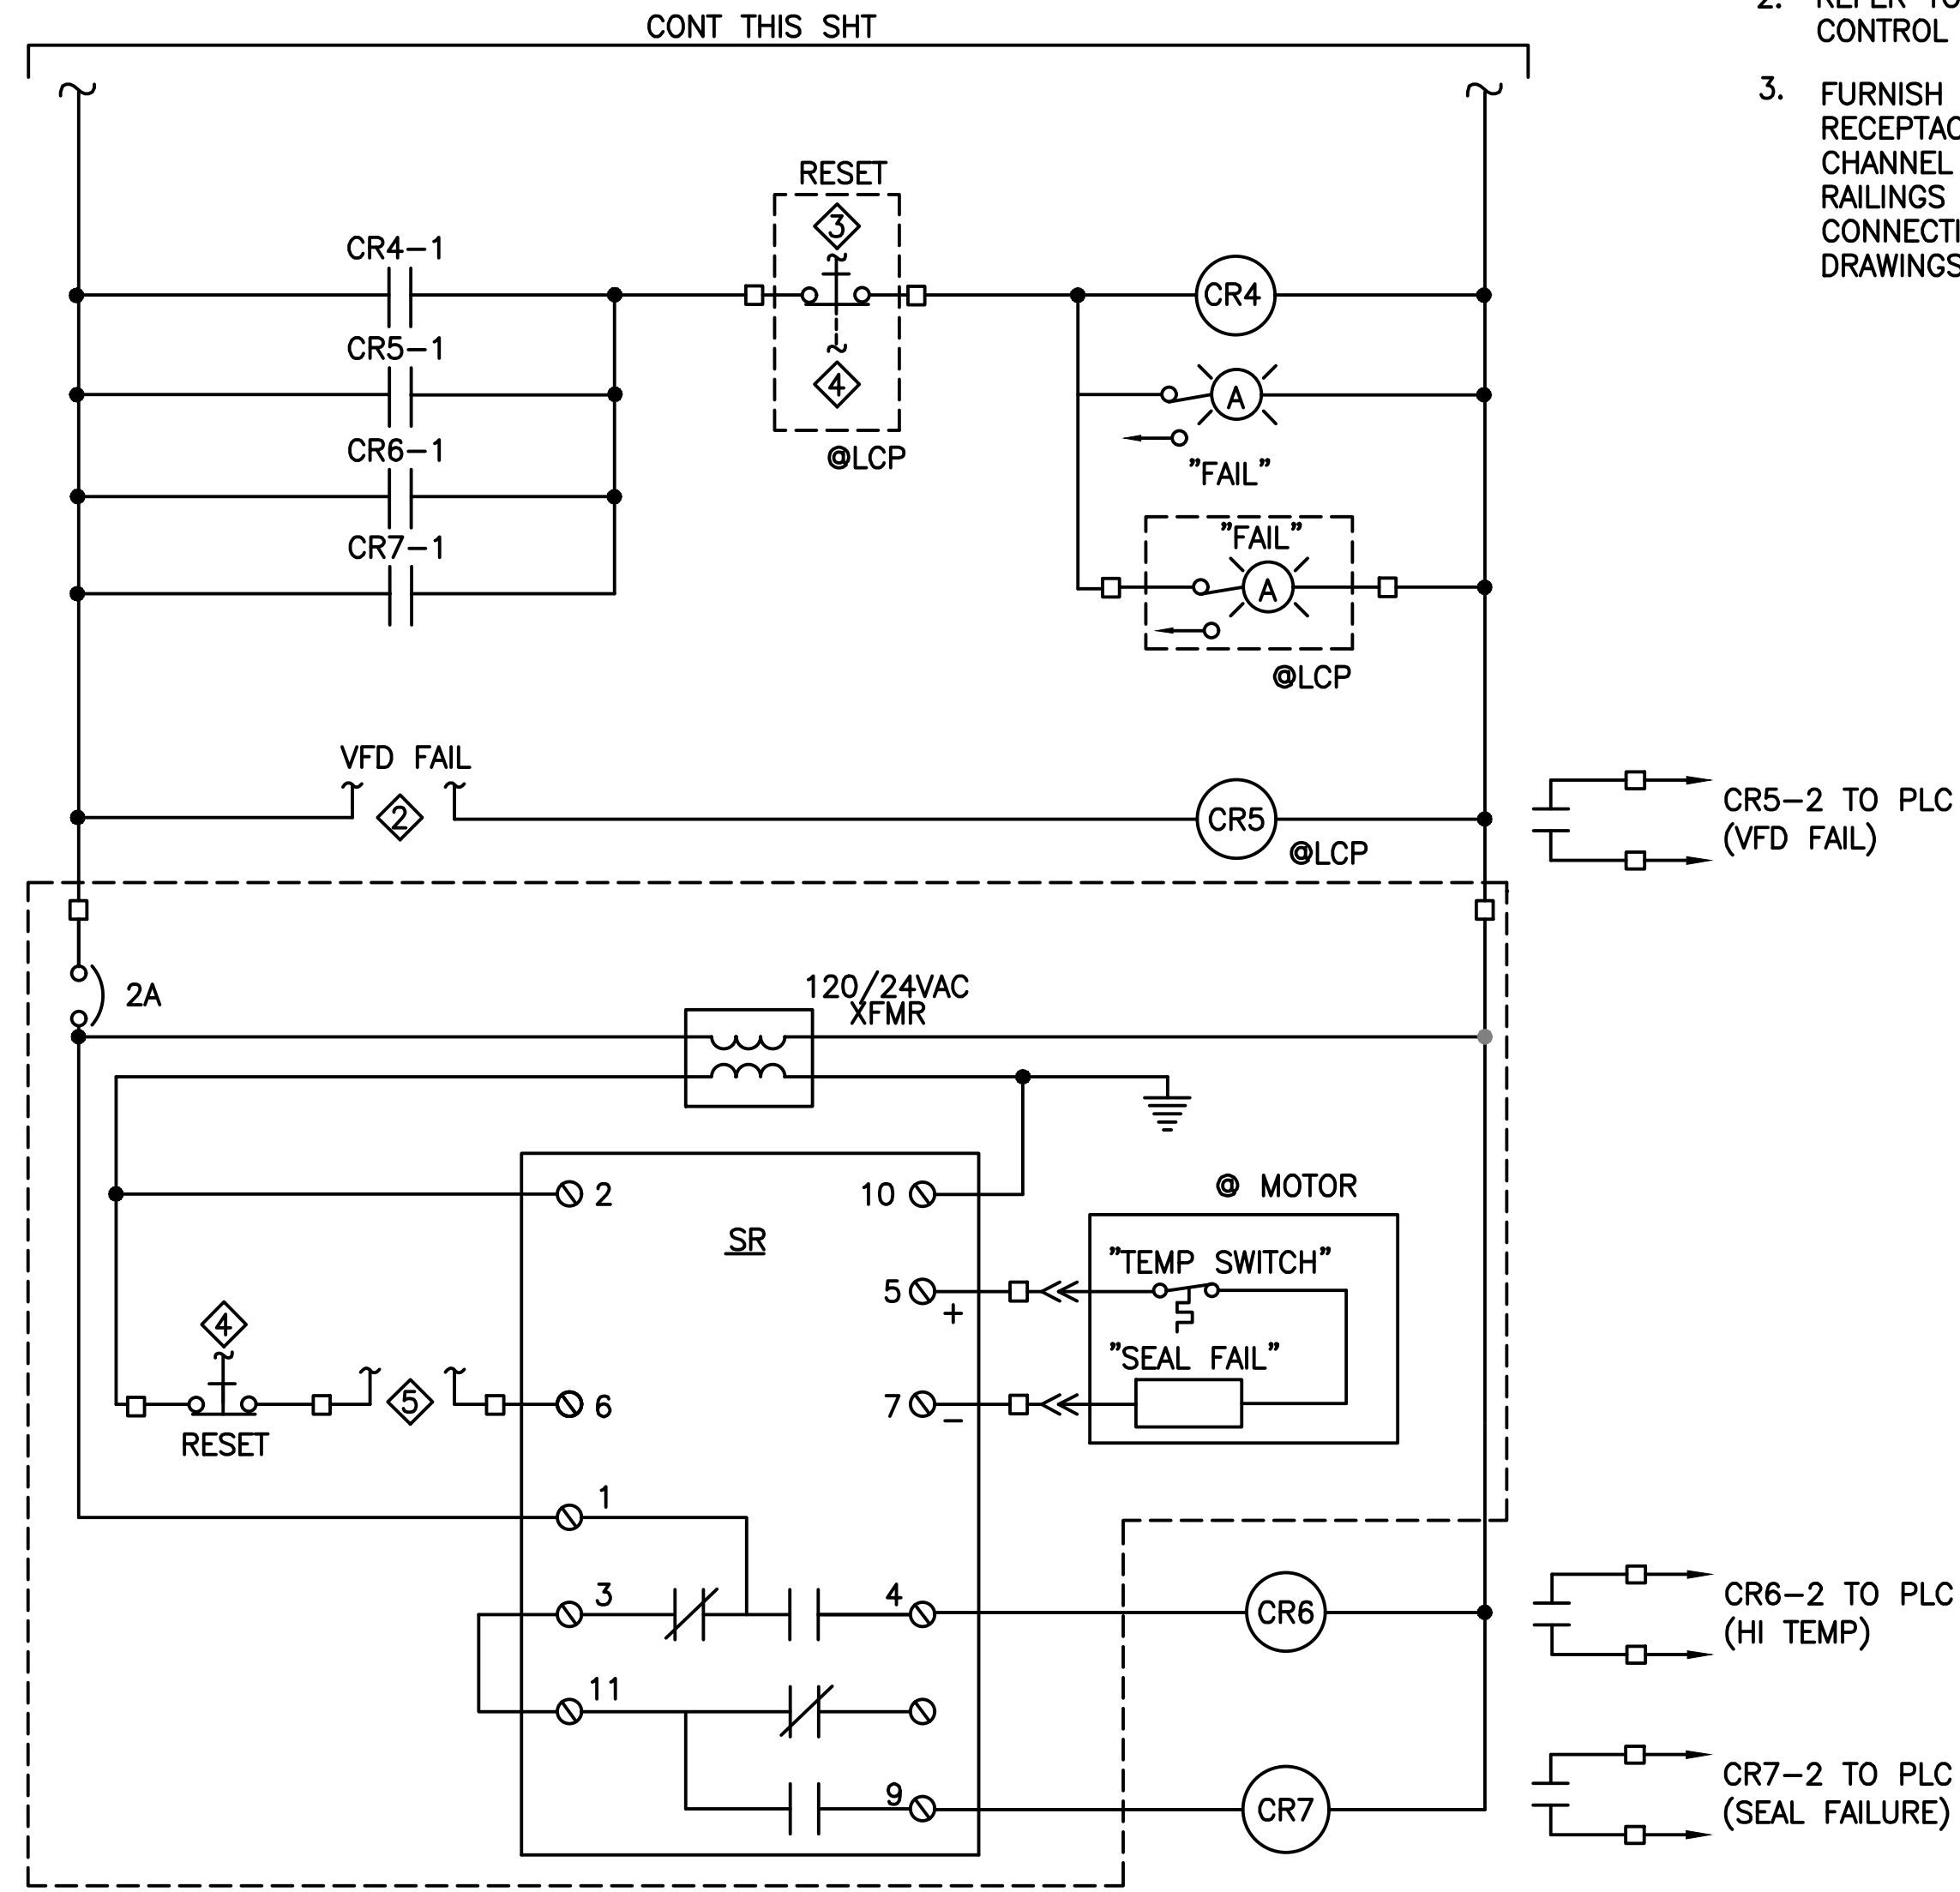 CONT THIS SHT
2. REFER TO
CONTROL
3. FURNISH
RECEPTAC
CHANNEL
RAILINGS
CONNECTI
DRAWINGS
RESET
3
CR4-1
CR4
CR5-1
4
A
"FAIL"
CR6-1
@LCP
CR7-1
"FAIL"
A
@LCP
VFD FAIL
2
CR5
@LCP
CR5-2 TO PLC
(VFD FAIL)
2A
120/24VAC
XFMR
2
10
SR
@ MOTOR
"TEMP SWITCH"
5
+
4
"SEAL FAIL"
5
6
7
–
RESET
1
3
4
CR6
CR6-2 TO PLC
(HI TEMP)
11
9
CR7
CR7-2 TO PLC
(SEAL FAILURE)